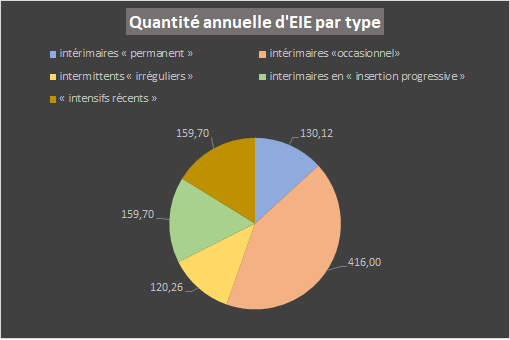 Quantité annuelle d'EIE par type
intérimaires « permanent »
intérimaires «occasionnel»
intermittents « irréguliers »
interimaires en « insertion progressive »
« intensifs récents »
159,70
130,12
159,70
416,00
120,26